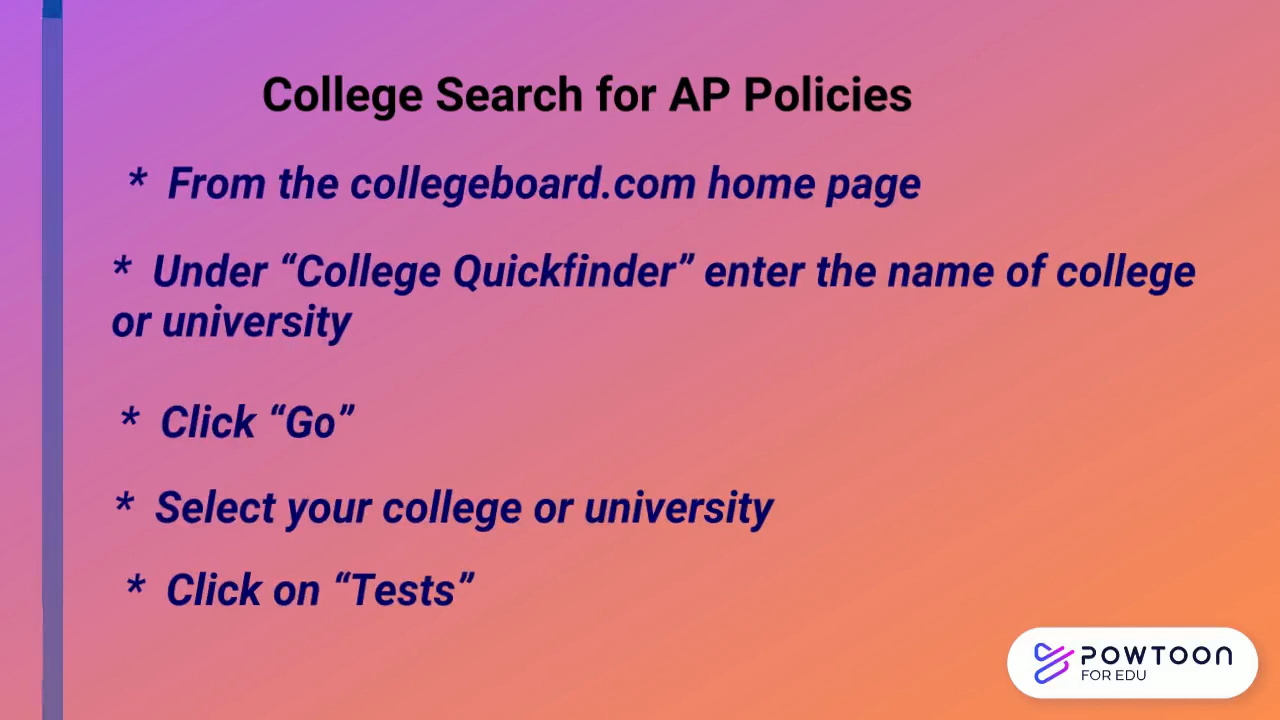 College Search for AP Policies
* From the collegeboard.com home page
* Under “College Quickfinder” enter the name of college
or university
* Click “Go”
* Select your college or university
* Click on “Tests”
POWTOON
FOR EDU